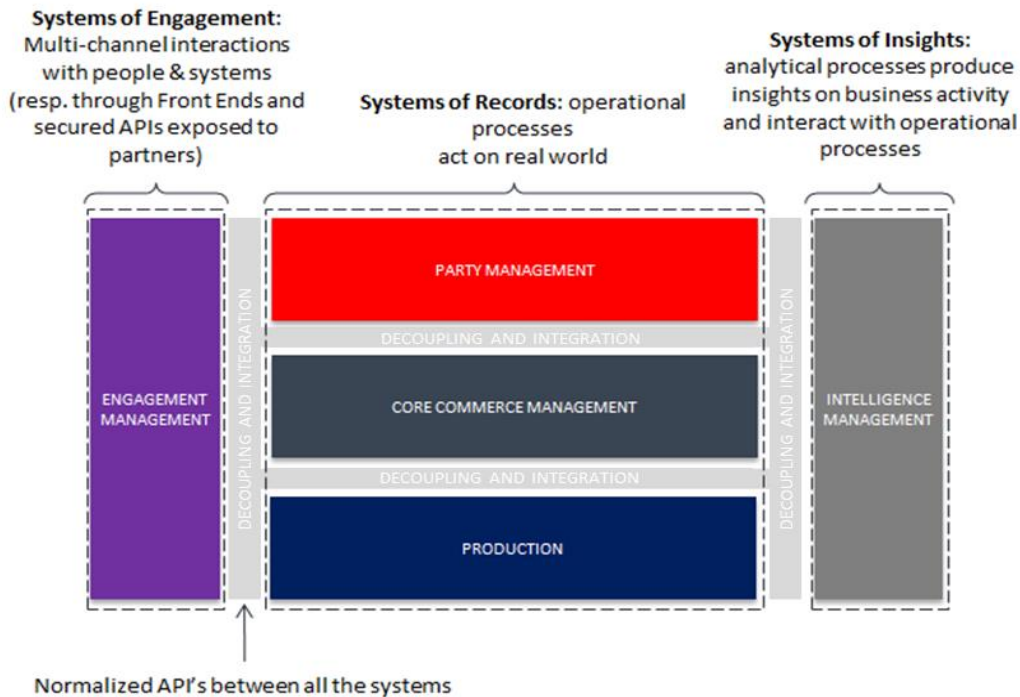 Systems of Engagement:
Multi-channel interactions
with people & systems
(resp. through Front Ends and
secured APIs exposed to
partners)
Systems of Records: operational
processes
act on real world
Systems of Insights:
analytical processes produce
insights on business activity
and interact with operational
processes
ENGAGEMENT
MANAGEMENT
DECOUPLING AND INTEGRATION
PARTY MANAGEMENT
DECOUPLING AND INTEGRATION
CORE COMMERCE MANAGEMENT
DECOUPLING AND INTEGRATION
PRODUCTION
DECOUPLING AND INTEGRATION
INTELLIGENCE
MANAGEMENT
Normalized API's between all the systems